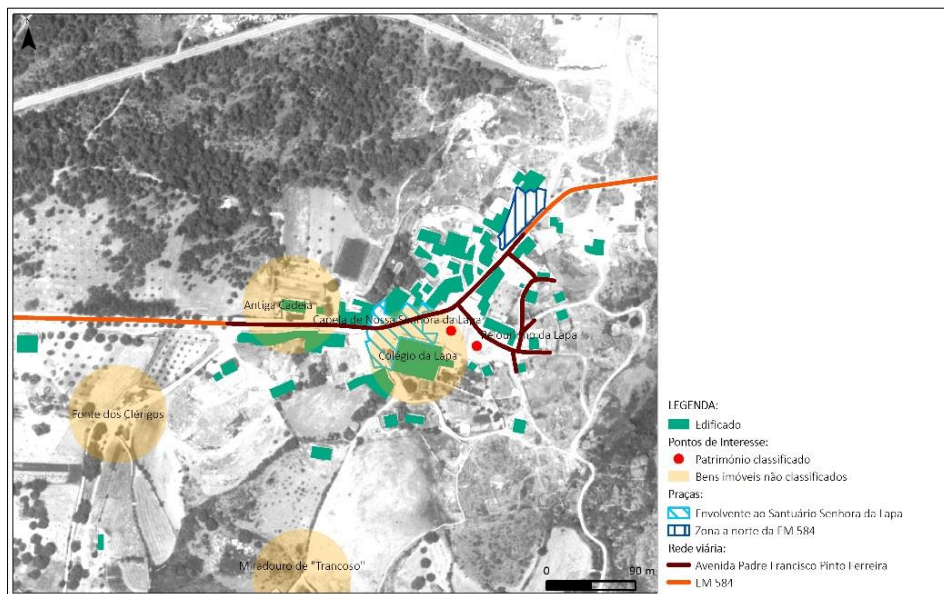 Antiga Cadeia
Capela de Nossa Senhora da Lapa
Pelourinho da Lapa
Colégio da Lapa
Fonte dos Clérigos
Miradouro de "Trancoso"
LEGENDA:
Edificado
Pontos de Interesse:
Património classificado
Bens imóveis não classificados
Praças:
Envolvente ao Santuário Senhora da Lapa
Zona a norte da EM 584
Rede viária:
Avenida Padre Francisco Pinto Ferreira
EM 584
0 90 m